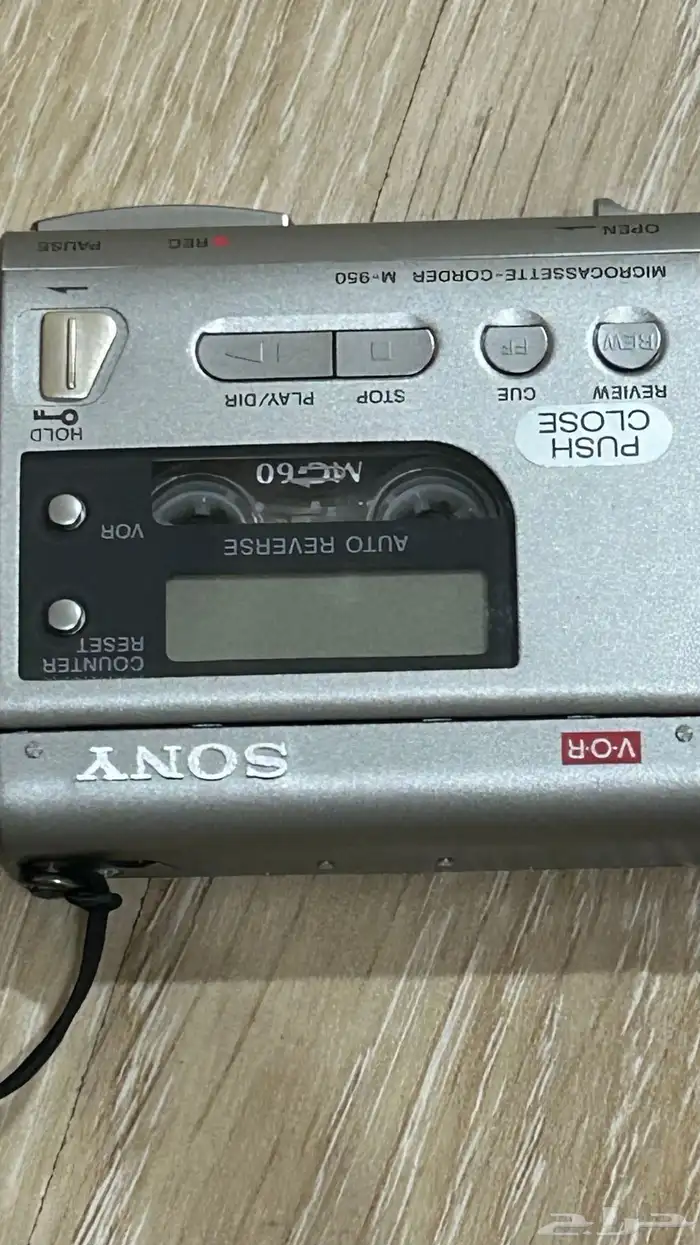 V·O·R SONY
COUNTER
RESET
AUTO REVERSE
VOR
MC-60
PUSH
CLOSE
HOLD
REVIEW CUE STOP PLAY/DIR
REW FF
MICROCASSETTE-CORDER M-950
OPEN REC PAUSE
حراج